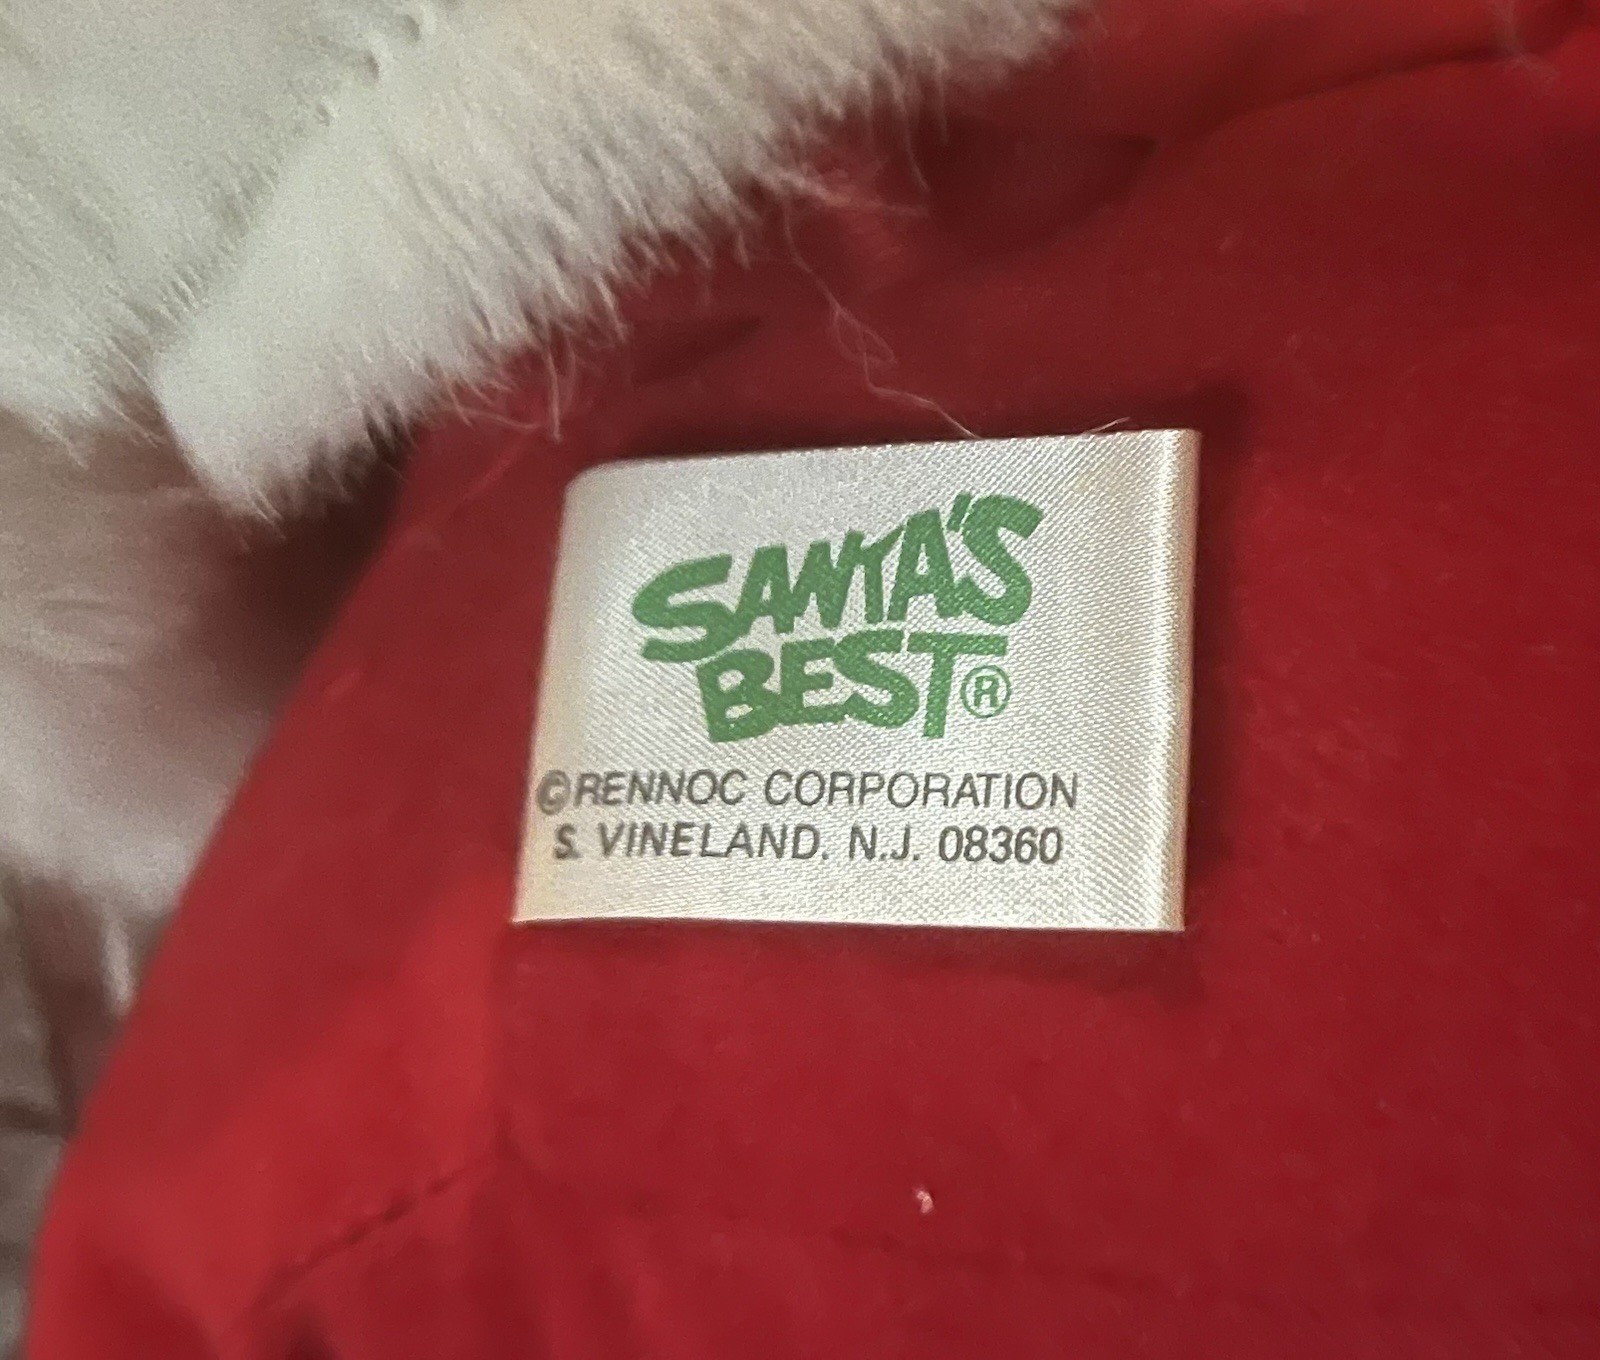 SANTA'S
BEST®
©RENNOC CORPORATION
S. VINELAND, N.J. 08360